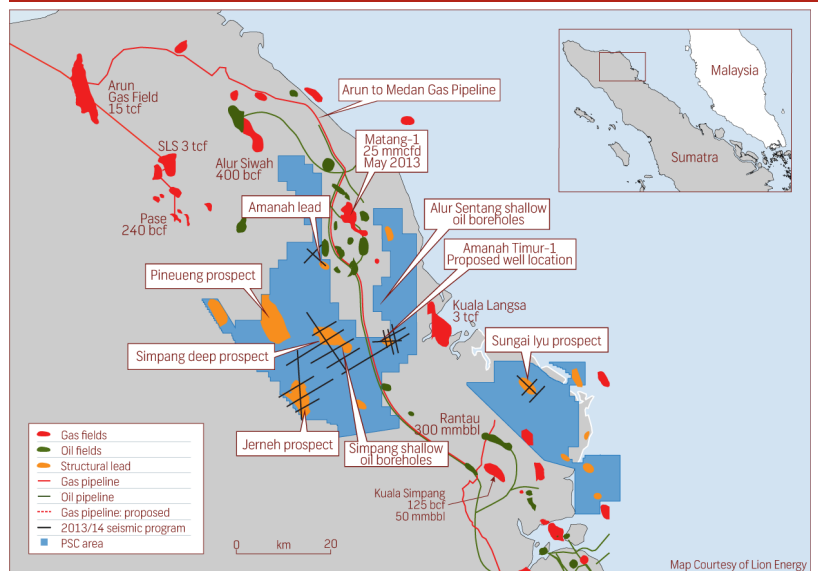 Arun to Medan Gas Pipeline
Malaysia
Sumatra
Arun
Gas Field
15 tcf
SLS 3 tcf
Alur Siwah
400 bcf
Matang-1
25 mmcfd
May 2013
Pase
240 bcf
Amanah lead
Alur Sentang shallow
oil boreholes
Amanah Timur-1
Proposed well location
Pineueng prospect
Kuala Langsa
3 tcf
Simpang deep prospect
Sungai Iyu prospect
Jerneh prospect
Simpang shallow
oil boreholes
Rantau
300 mmbbl
Kuala Simpang
125 bcf
50 mmbbl
Gas fields
Oil fields
Structural lead
Gas pipeline
Oil pipeline
Gas pipeline: proposed
2013/14 seismic program
PSC area
0 km 20
Map Courtesy of Lion Energy